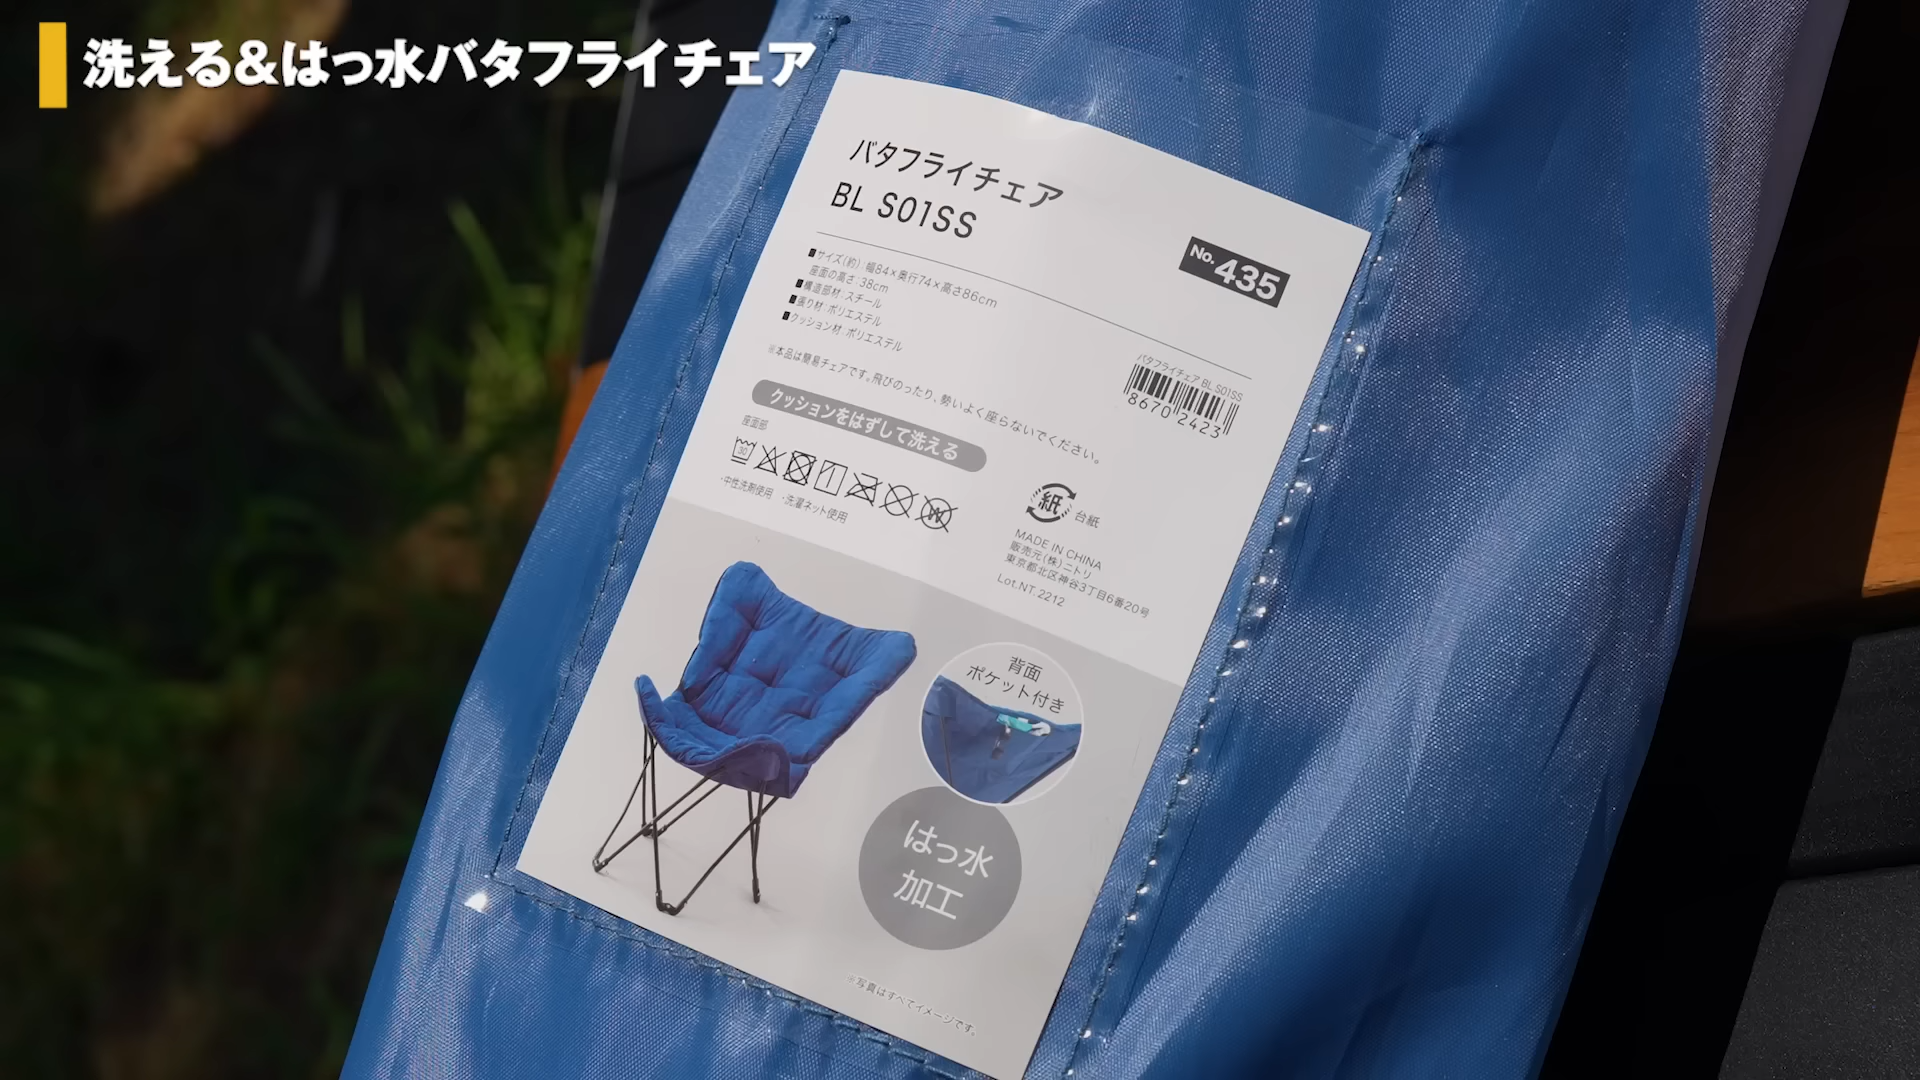 洗える&はっ水バタフライチェア
バタフライチェア
BL S01SS
No.435
■サイズ(約):幅84×奥行74×高さ86cm
座面の高さ:38cm
■構造部材:スチール
■張り材:ポリエステル
■クッション材:ポリエステル
※本品は簡易チェアです。飛びのったり、勢いよく座らないでください。
バタフライチェア BL S01SS
8670 2423
クッションをはずして洗える
座面部
30
W
・中性洗剤使用 ・洗濯ネット使用
紙 台紙
MADE IN CHINA
販売元(株)ニトリ
東京都北区神谷3丁目6番20号
Lot.NT.2212
背面
ポケット付き
はっ水
加工
※写真はすべてイメージです。